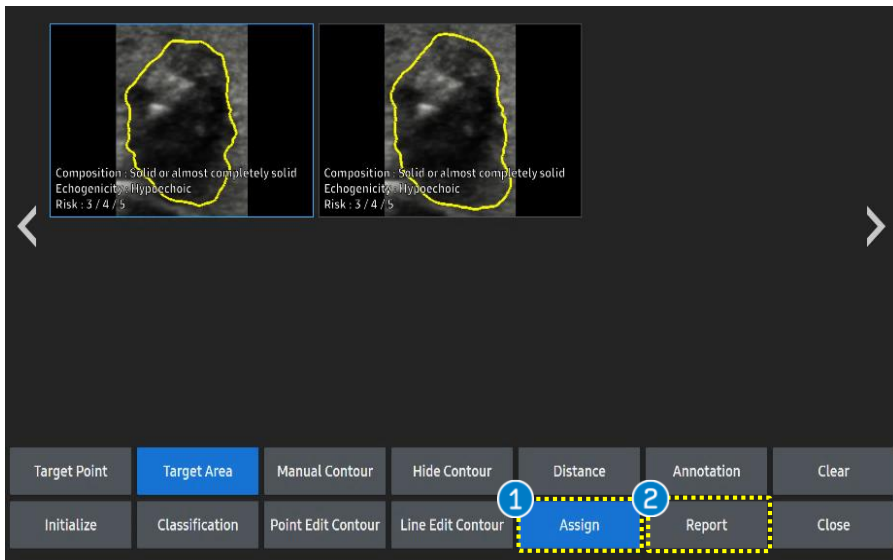 Composition : Solid or almost completely solid
Echogenicity : Hypoechoic
Risk : 3 / 4 / 5
Composition : Solid or almost completely solid
Echogenicity : Hypoechoic
Risk : 3 / 4 / 5
Target Point
Target Area
Manual Contour
Hide Contour
Distance
Annotation
Clear
Initialize
Classification
Point Edit Contour
Line Edit Contour
1
Assign
2
Report
Close